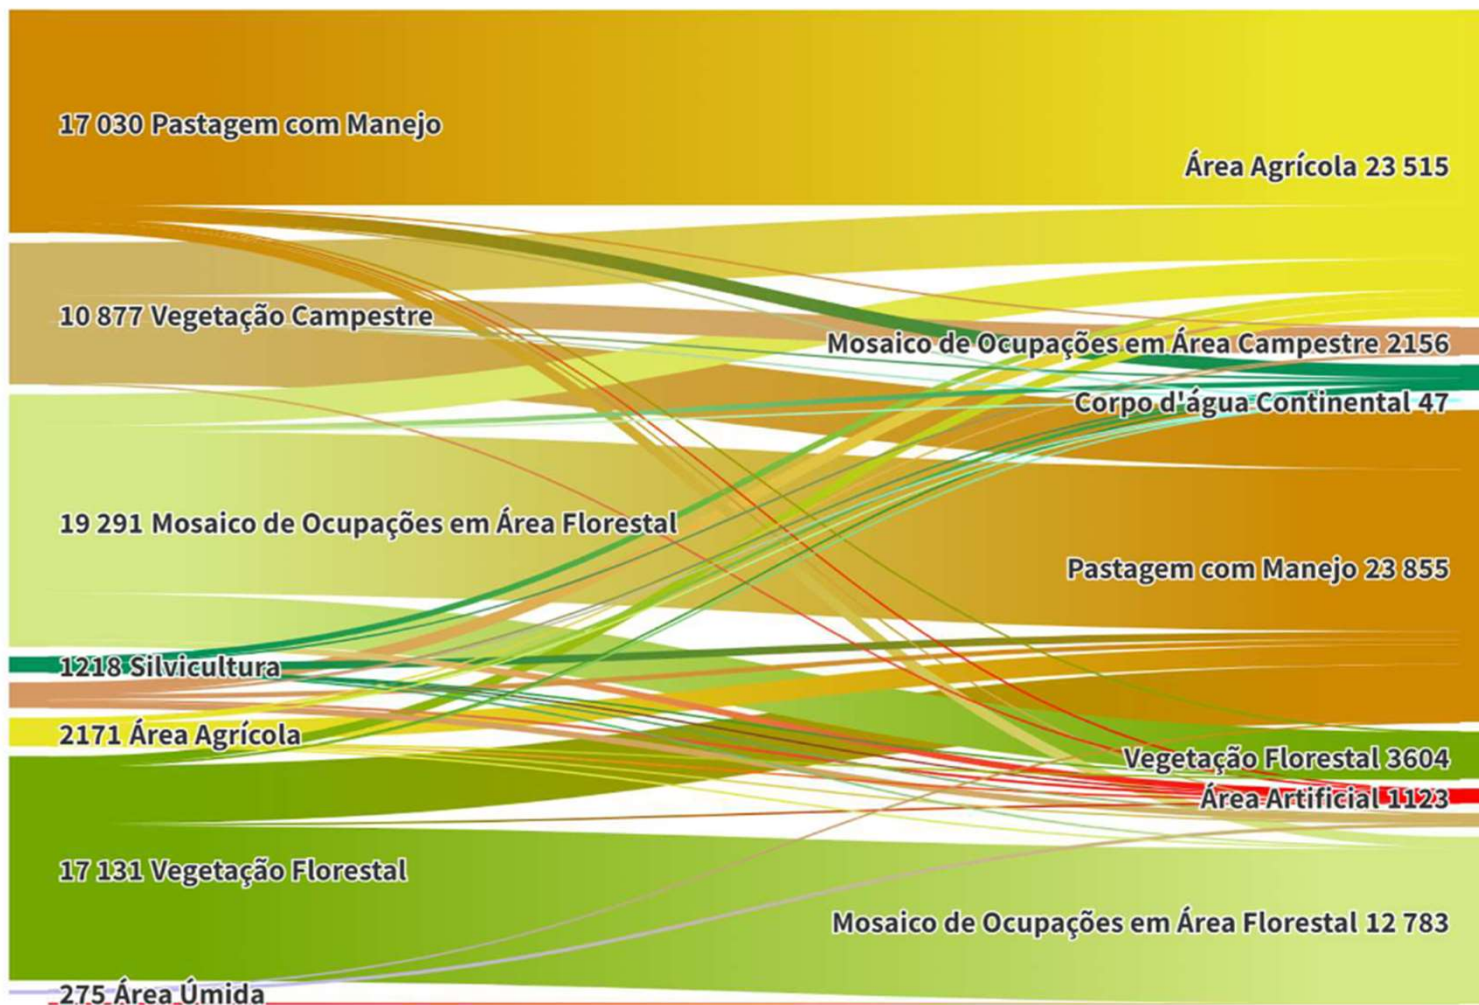 17 030 Pastagem com Manejo
Área Agrícola 23 515
10 877 Vegetação Campestre
Mosaico de Ocupações em Área Campestre 2156
Corpo d'água Continental 47
19 291 Mosaico de Ocupações em Área Florestal
Pastagem com Manejo 23 855
1218 Silvicultura
2171 Área Agrícola
Vegetação Florestal 3604
Área Artificial 1123
17 131 Vegetação Florestal
Mosaico de Ocupações em Área Florestal 12 783
275 Área Úmida